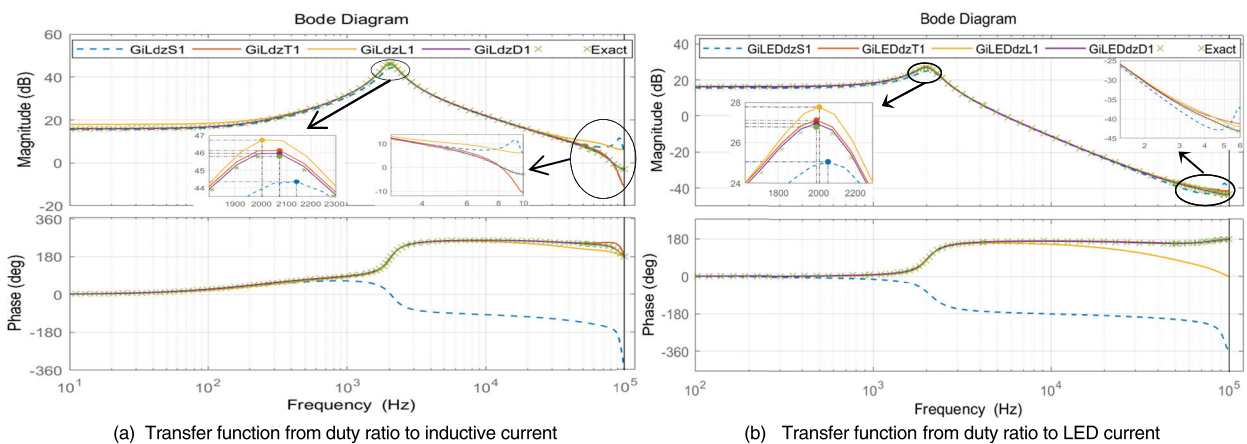 Bode Diagram
GiLdzS1 GiLdzT1 GiLdzL1 GiLdzD1 Exact
Magnitude (dB)
60
40
20
0
-20
47
46
45
44
1900 2000 2100 2200 2300
10
0
-10
4 6 8 10
Phase (deg)
360
180
0
-180
-360
10^1 10^2 10^3 10^4 10^5
Frequency (Hz)
(a) Transfer function from duty ratio to inductive current
Bode Diagram
GiLEDdzS1 GiLEDdzT1 GiLEDdzL1 GiLEDdzD1 Exact
Magnitude (dB)
40
20
0
-20
-40
28
26
24
1800 2000 2200
-25
-30
-35
-40
-45
2 3 4 5 6
Phase (deg)
180
0
-180
-360
10^2 10^3 10^4 10^5
Frequency (Hz)
(b) Transfer function from duty ratio to LED current